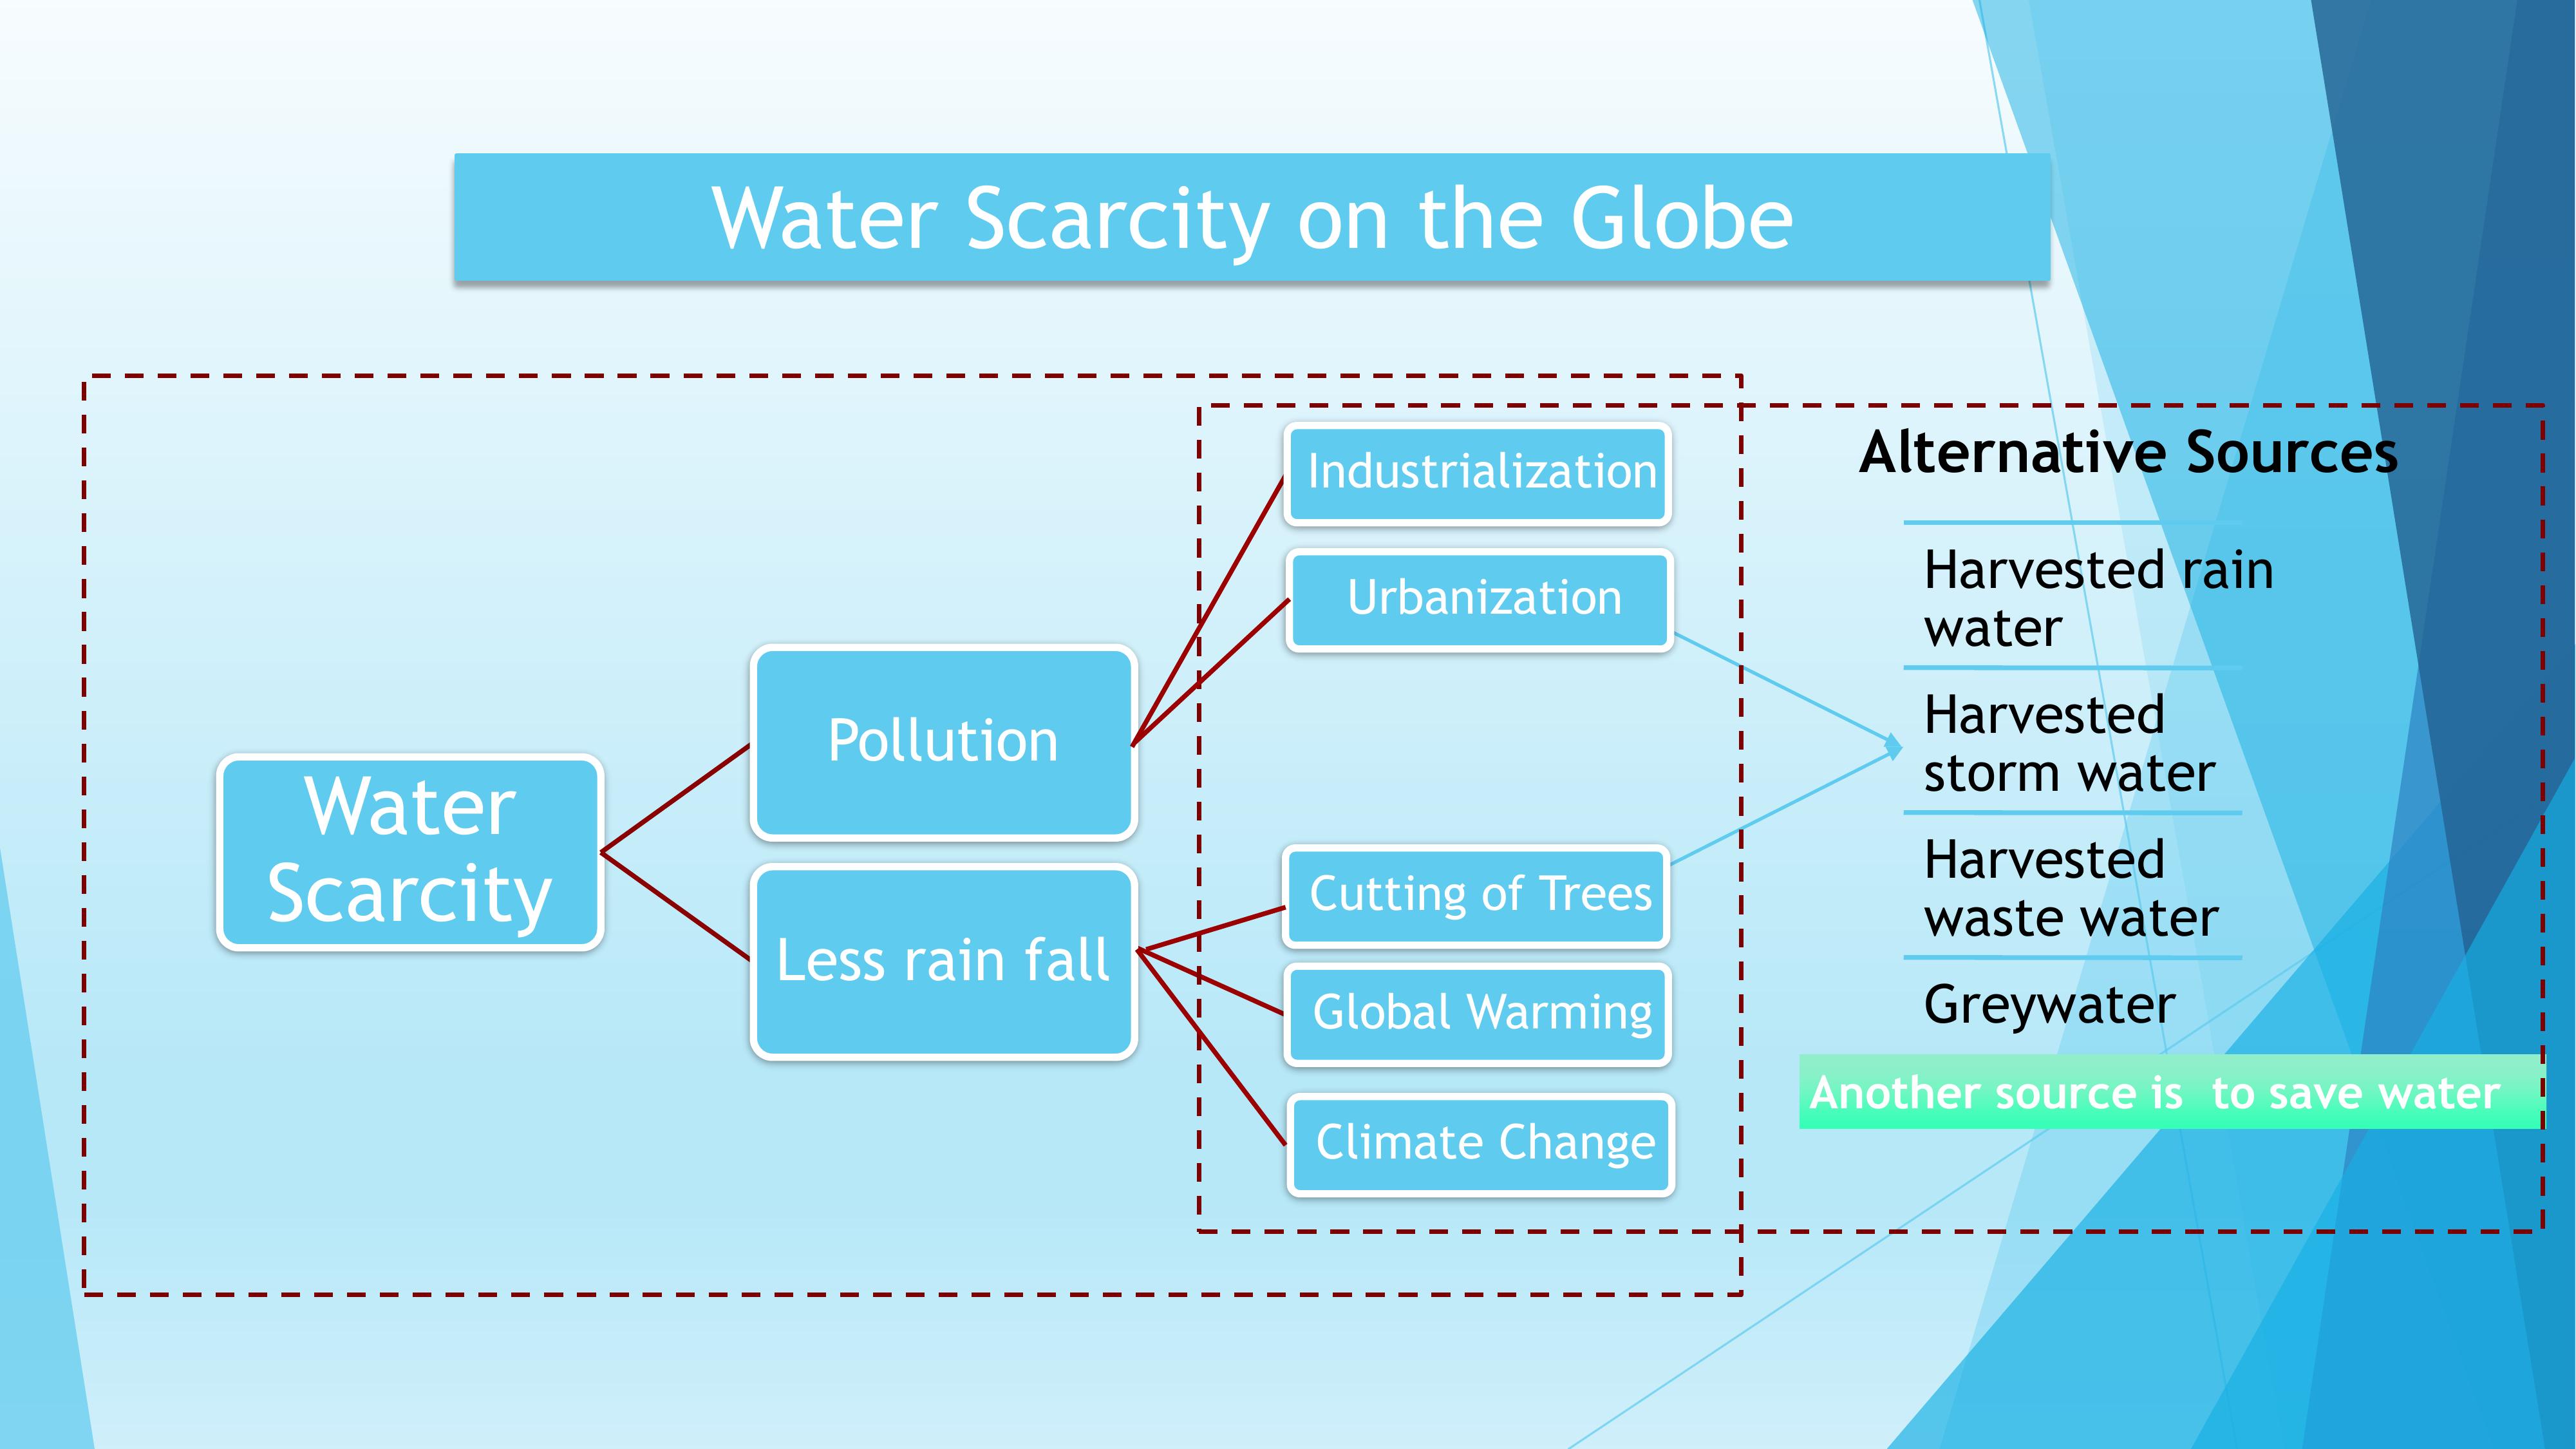 Water Scarcity on the Globe
Water
Scarcity
Pollution
Less rain fall
Industrialization
Urbanization
Cutting of Trees
Global Warming
Climate Change
Alternative Sources
Harvested rain
water
Harvested
storm water
Harvested
waste water
Greywater
Another source is  to save water